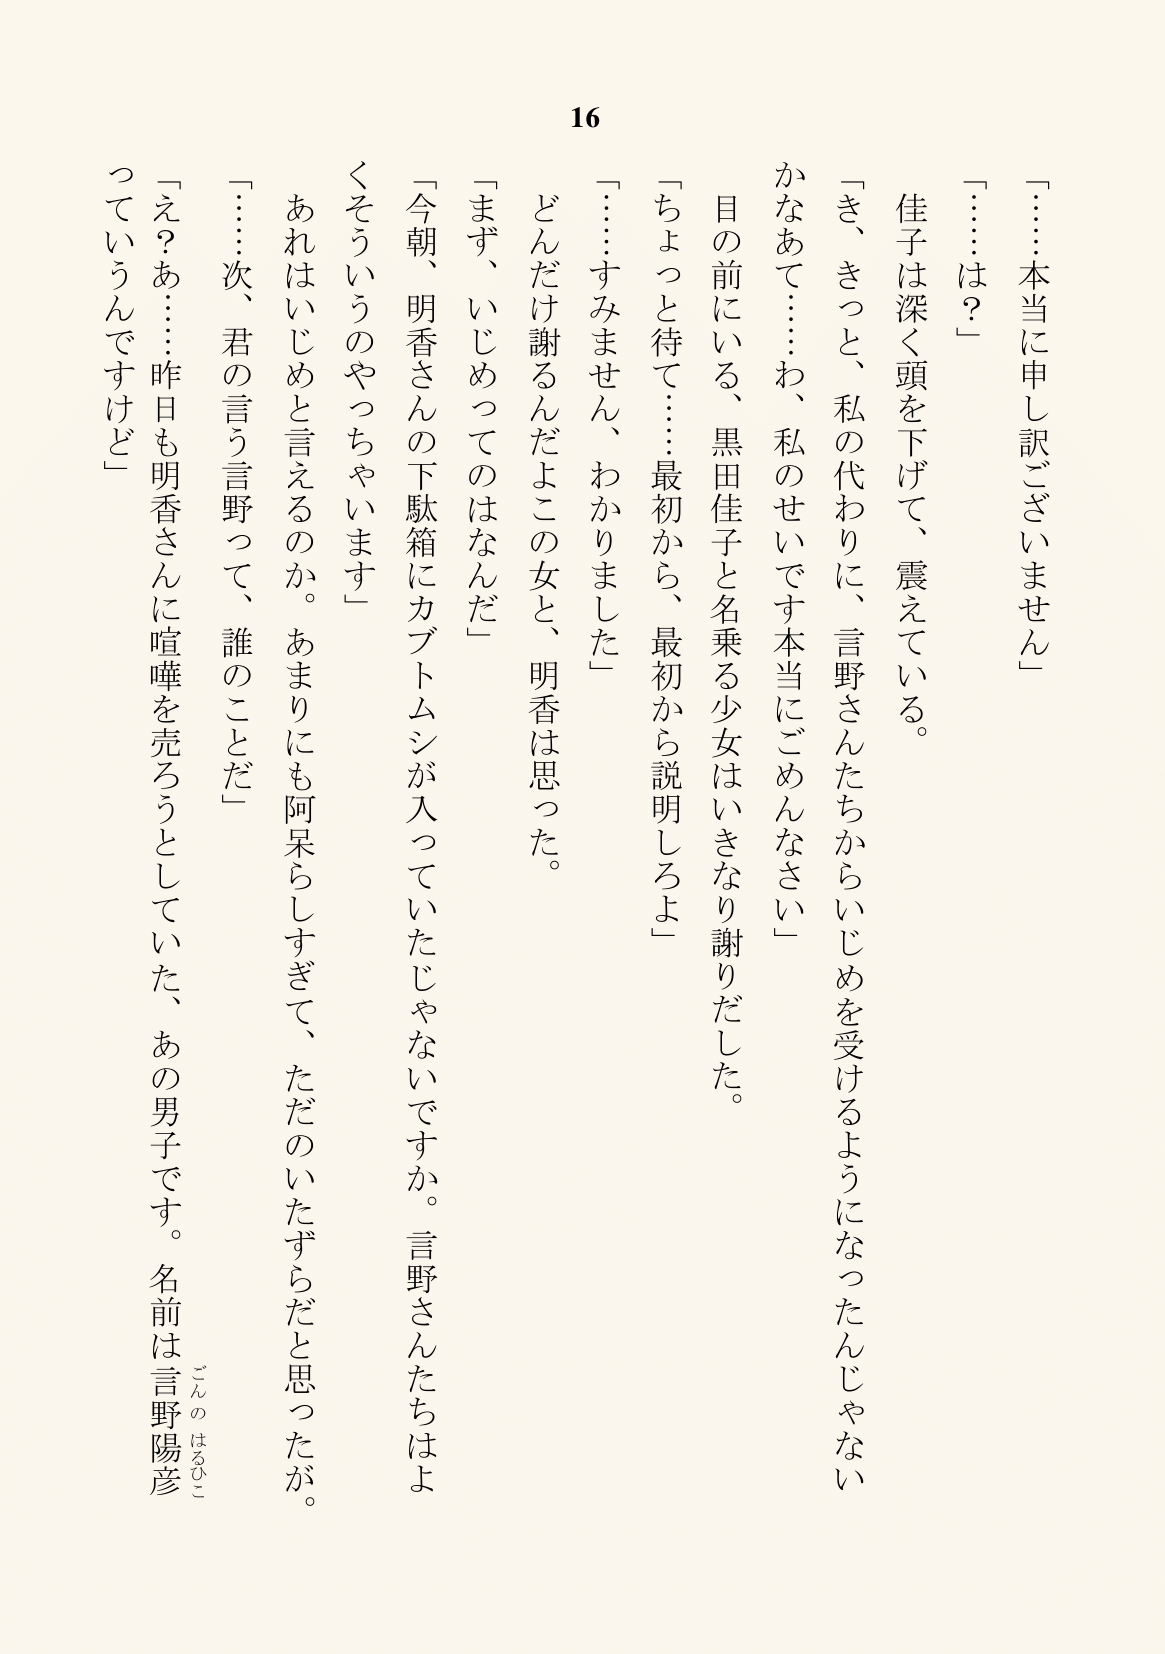 16
「……本当に申し訳ございません」
「……は？」
　佳子は深く頭を下げて、震えている。
「き、きっと、私の代わりに、言野さんたちからいじめを受けるようになったんじゃない
かなあて……わ、私のせいです本当にごめんなさい」
　目の前にいる、黒田佳子と名乗る少女はいきなり謝りだした。
「ちょっと待て……最初から、最初から説明しろよ」
「……すみません、わかりました」
　どんだけ謝るんだよこの女と、明香は思った。
「まず、いじめってのはなんだ」
「今朝、明香さんの下駄箱にカブトムシが入っていたじゃないですか。言野さんたちはよ
くそういうのやっちゃいます」
　あれはいじめと言えるのか。あまりにも阿呆らしすぎて、ただのいたずらだと思ったが。
「……次、君の言う言野って、誰のことだ」
「え？あ……昨日も明香さんに喧嘩を売ろうとしていた、あの男子です。名前は言野陽彦
ごんの はるひこ
っていうんですけど」